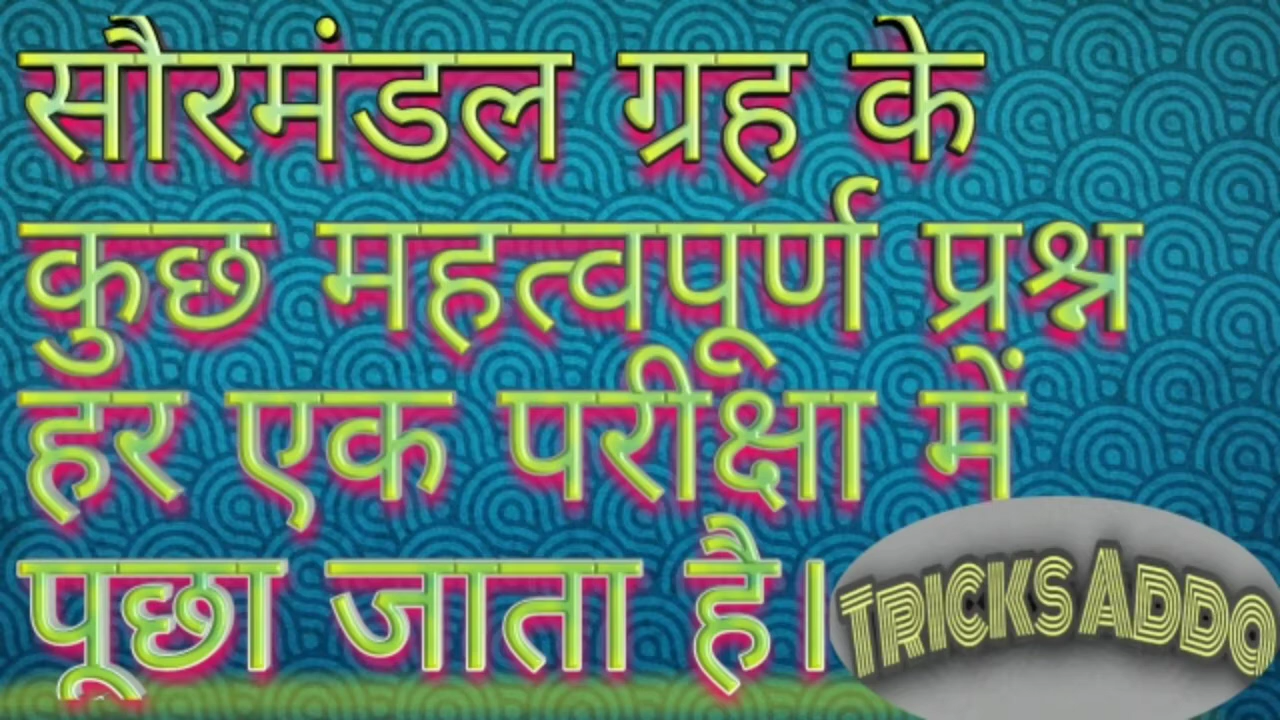 सौरमंडल ग्रह के
कुछ महत्वपूर्ण प्रश्न
हर एक परीक्षा में
पूछा जाता है।
TRICKS ADDO